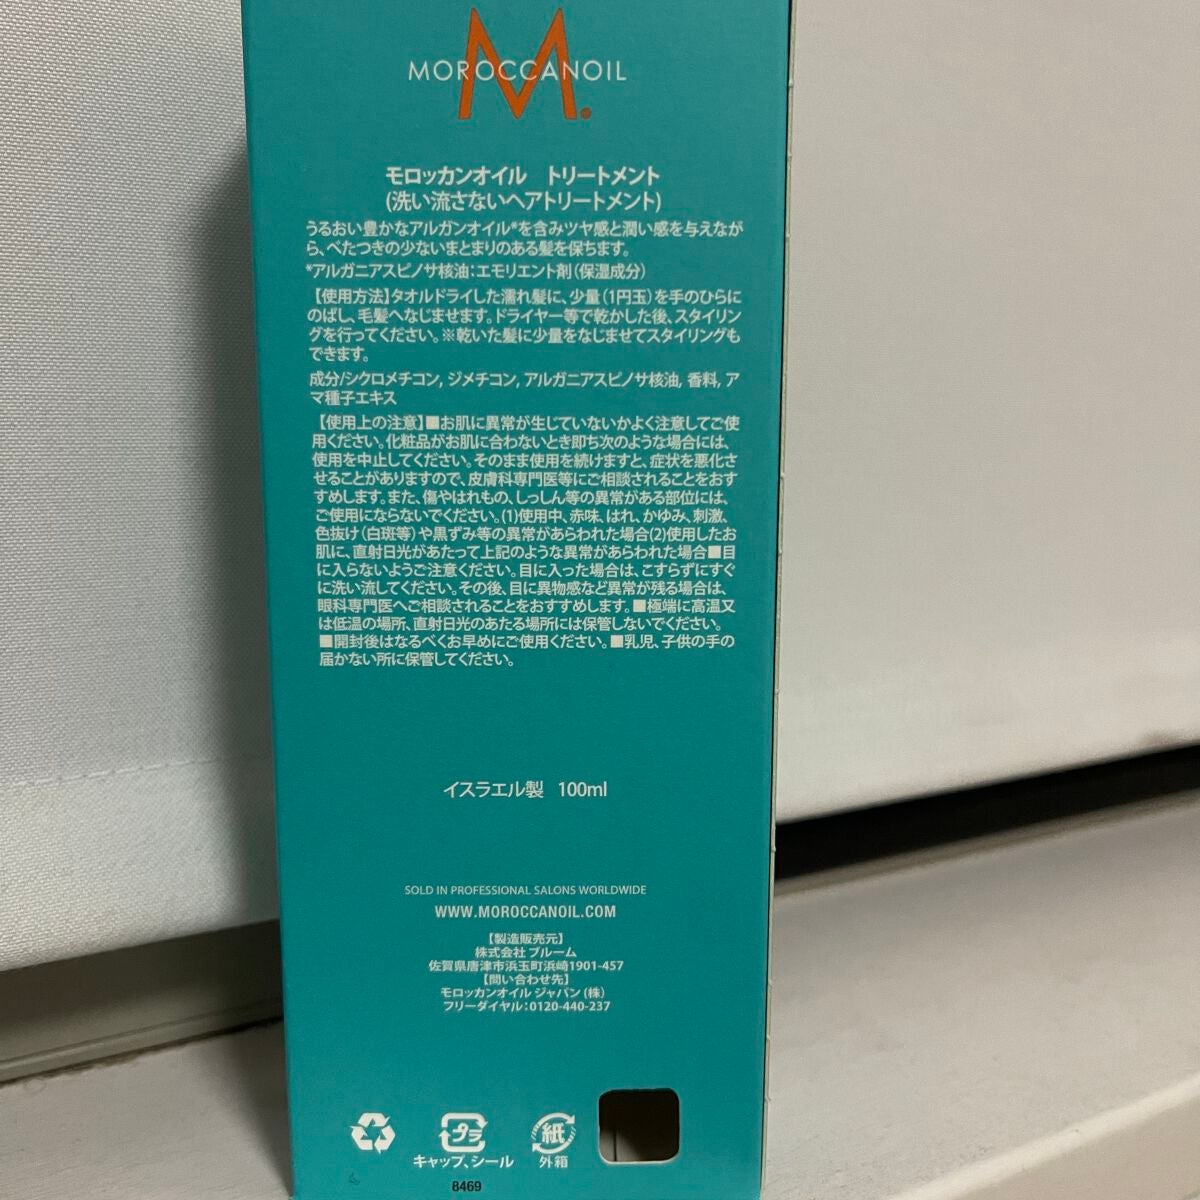 MOROCCANOIL
M.
モロッカンオイル　トリートメント
(洗い流さないヘアトリートメント)
うるおい豊かなアルガンオイル*を含みツヤ感と潤い感を与えなが
ら、べたつきの少ないまとまりのある髪を保ちます。
*アルガニアスピノサ核油：エモリエント剤（保湿成分）
【使用方法】タオルドライした濡れ髪に、少量（1円玉）を手のひらに
のばし、毛髪へなじませます。ドライヤー等で乾かした後、スタイリン
グを行ってください。※乾いた髪に少量をなじませてスタイリングも
できます。
成分/シクロメチコン, ジメチコン, アルガニアスピノサ核油, 香料, ア
マ種子エキス
【使用上の注意】■お肌に異常が生じていないかよく注意してご使
用ください。化粧品がお肌に合わないとき即ち次のような場合には、
使用を中止してください。そのまま使用を続けますと、症状を悪化さ
せることがありますので、皮膚科専門医等にご相談されることをおす
すめします。また、傷やはれもの、しっしん等の異常がある部位には、
ご使用にならないでください。(1)使用中、赤味、はれ、かゆみ、刺激、
色抜け（白斑等）や黒ずみ等の異常があらわれた場合(2)使用したお
肌に、直射日光があたって上記のような異常があらわれた場合■目
に入らないようご注意ください。目に入った場合は、こすらずにすぐ
に洗い流してください。その後、目に異物感など異常が残る場合は、
眼科専門医へご相談されることをおすすめします。■極端に高温又
は低温の場所、直射日光のあたる場所には保管しないでください。
■開封後はなるべくお早めにご使用ください。■乳児、子供の手の
届かない所に保管してください。
イスラエル製　100ml
SOLD IN PROFESSIONAL SALONS WORLDWIDE
WWW.MOROCCANOIL.COM
【製造販売元】
株式会社 ブルーム
佐賀県唐津市浜玉町浜崎1901-457
【問い合わせ先】
モロッカンオイル ジャパン（株）
フリーダイヤル：0120-440-237
プラ 紙
キャップ、シール 外箱
8469